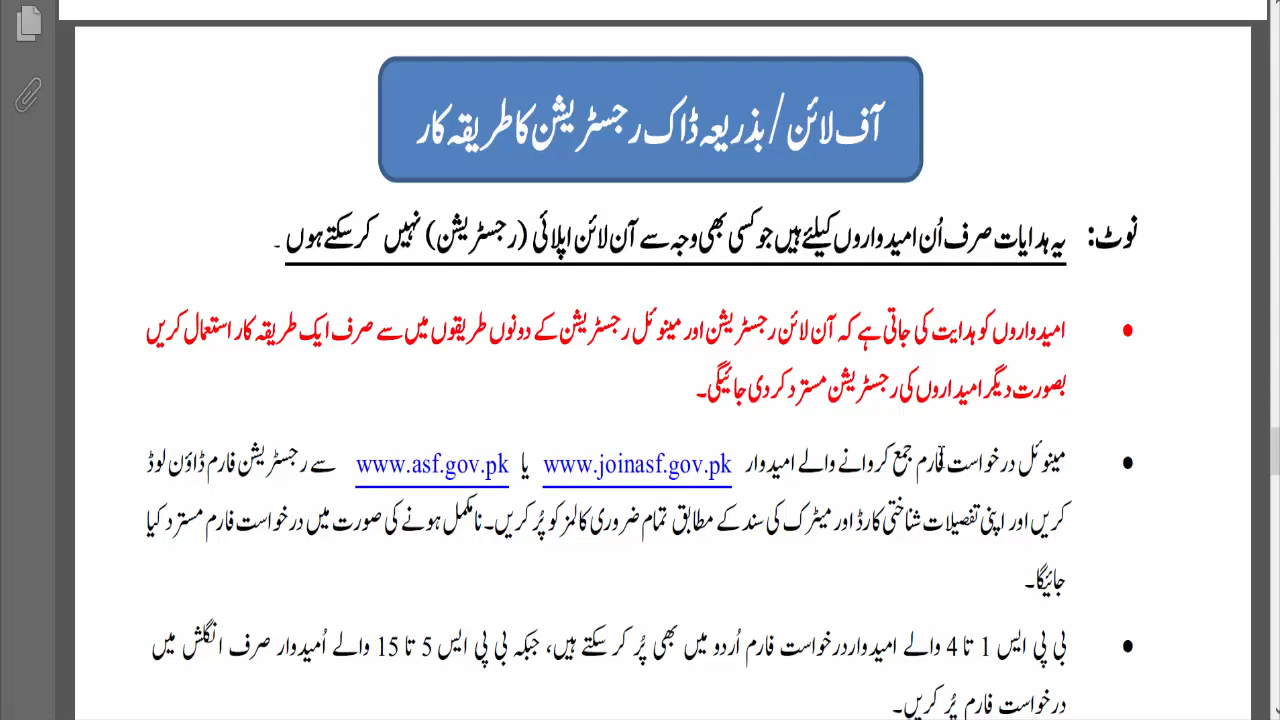 آف لائن / بذریعہ ڈاک رجسٹریشن کا طریقہ کار
نوٹ: یہ ہدایات صرف اُن امیدواروں کیلئے ہیں جو کسی بھی وجہ سے آن لائن اپلائی (رجسٹریشن) نہیں کر سکتے ہوں ۔
• امیدواروں کو ہدایت کی جاتی ہے کہ آن لائن رجسٹریشن اور مینوئل رجسٹریشن کے دونوں طریقوں میں سے صرف ایک طریقہ کار استعمال کریں
بصورت دیگر امیداروں کی رجسٹریشن مسترد کر دی جائیگی۔
• مینوئل درخواست فارم جمع کروانے والے امیدوار www.joinasf.gov.pk یا www.asf.gov.pk سے رجسٹریشن فارم ڈاؤن لوڈ
کریں اور اپنی تفصیلات شناختی کارڈ اور میٹرک کی سند کے مطابق تمام ضروری کالمز کو پُر کریں۔ نامکمل ہونے کی صورت میں درخواست فارم مسترد کیا
جائیگا۔
• بی پی ایس 1 تا 4 والے امیدوار درخواست فارم اُردو میں بھی پُر کر سکتے ہیں، جبکہ بی پی ایس 5 تا 15 والے اُمیدوار صرف انگلش میں
درخواست فارم پُر کریں۔